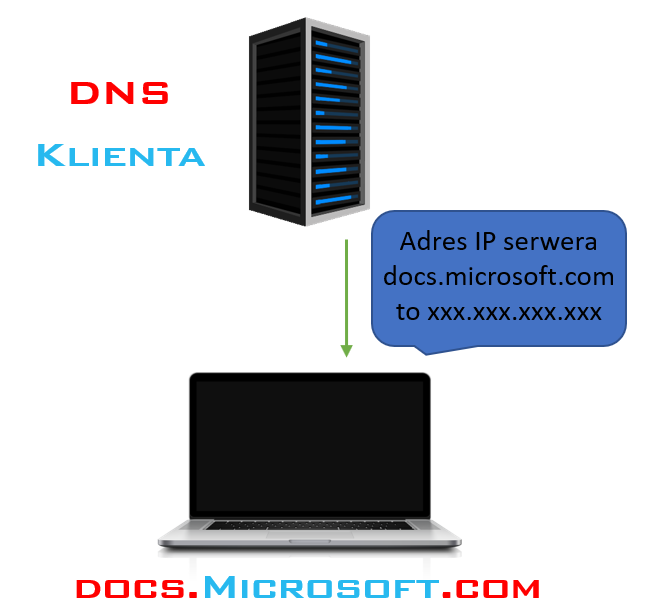 DNS
Klienta
Adres IP serwera
docs.microsoft.com
to xxx.xxx.xxx.xxx
docs.Microsoft.com